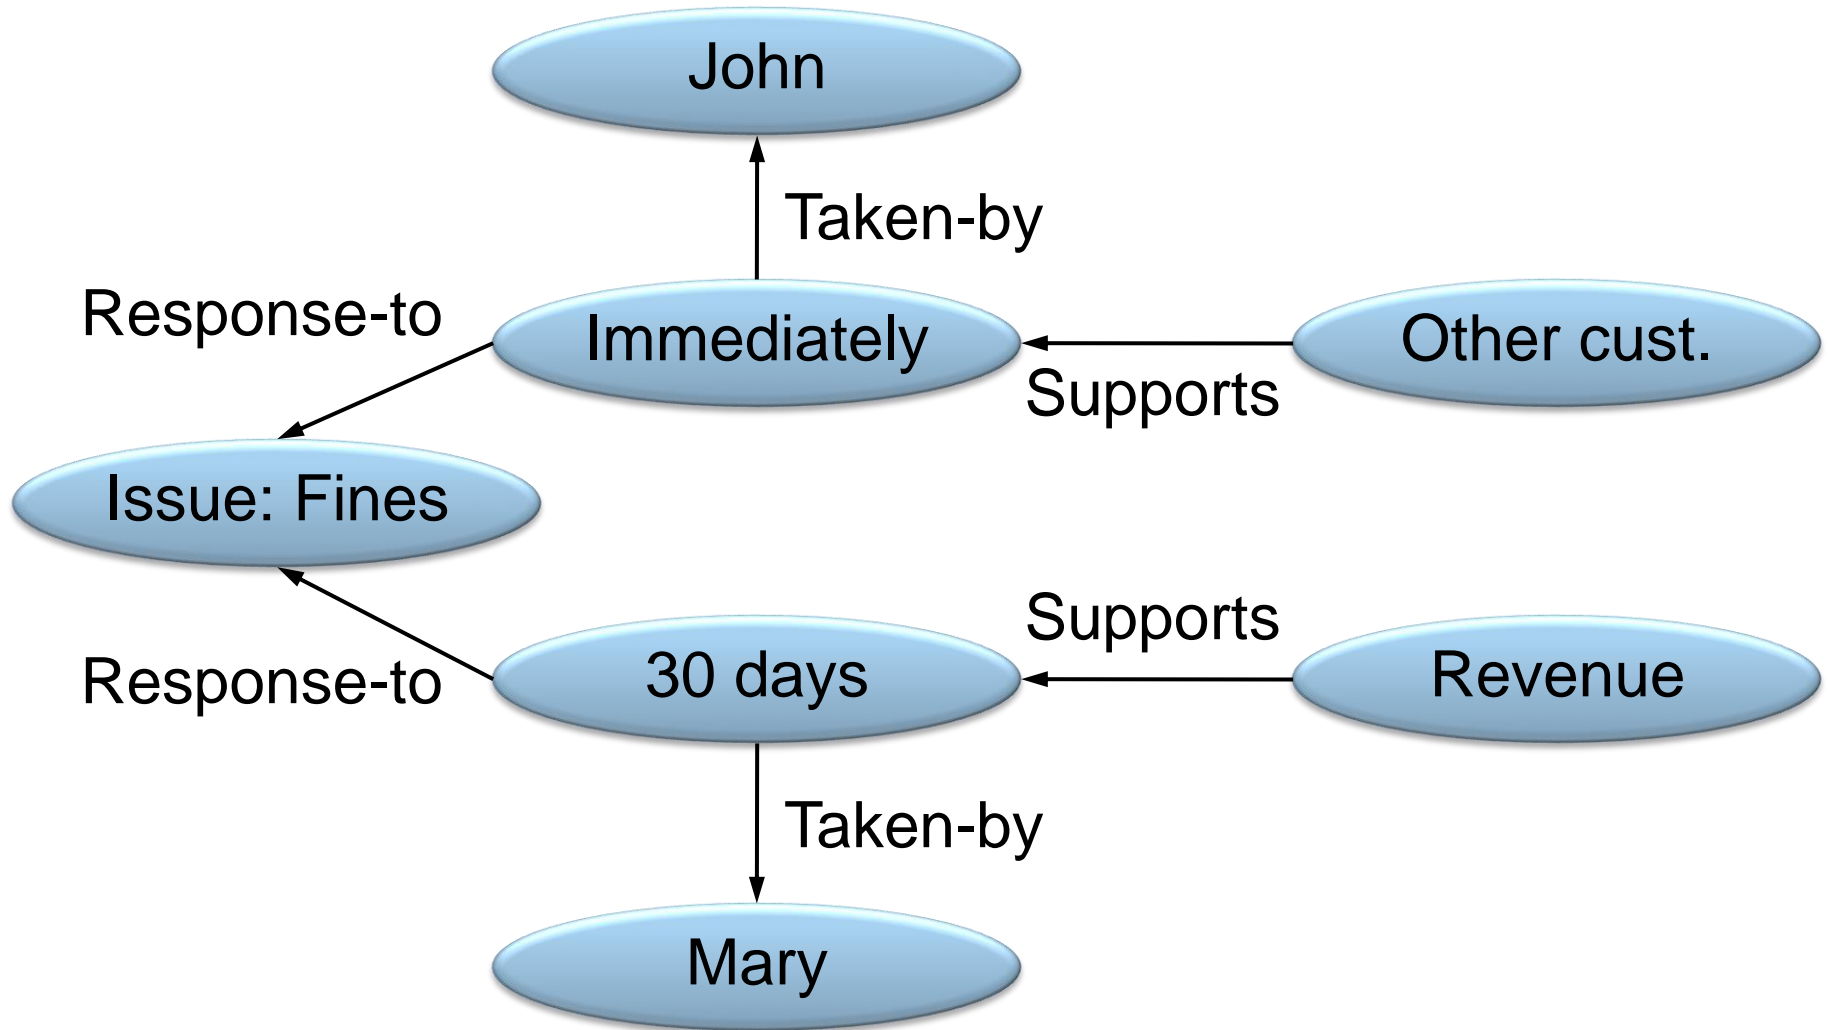 John
Taken-by
Response-to
Immediately
Other cust.
Supports
Issue: Fines
Supports
Response-to
30 days
Revenue
Taken-by
Mary